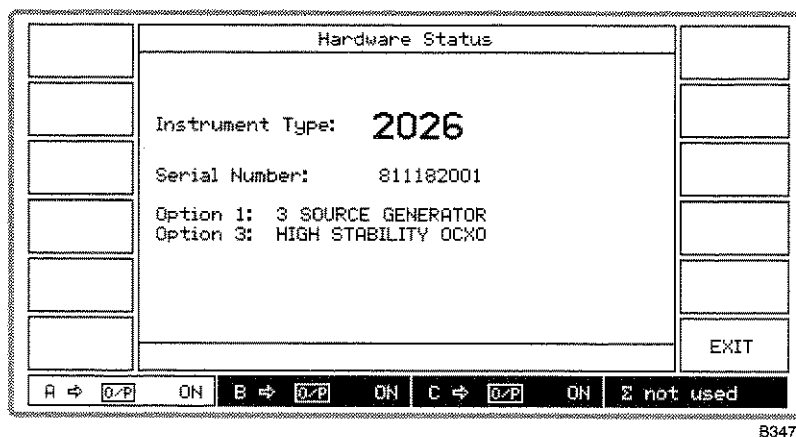 Hardware Status
Instrument Type: 2026
Serial Number: 811182001
Option 1: 3 SOURCE GENERATOR
Option 3: HIGH STABILITY OCXO
EXIT
A ⇨ O/P ON B ⇨ O/P ON C ⇨ O/P ON Σ not used
B3471